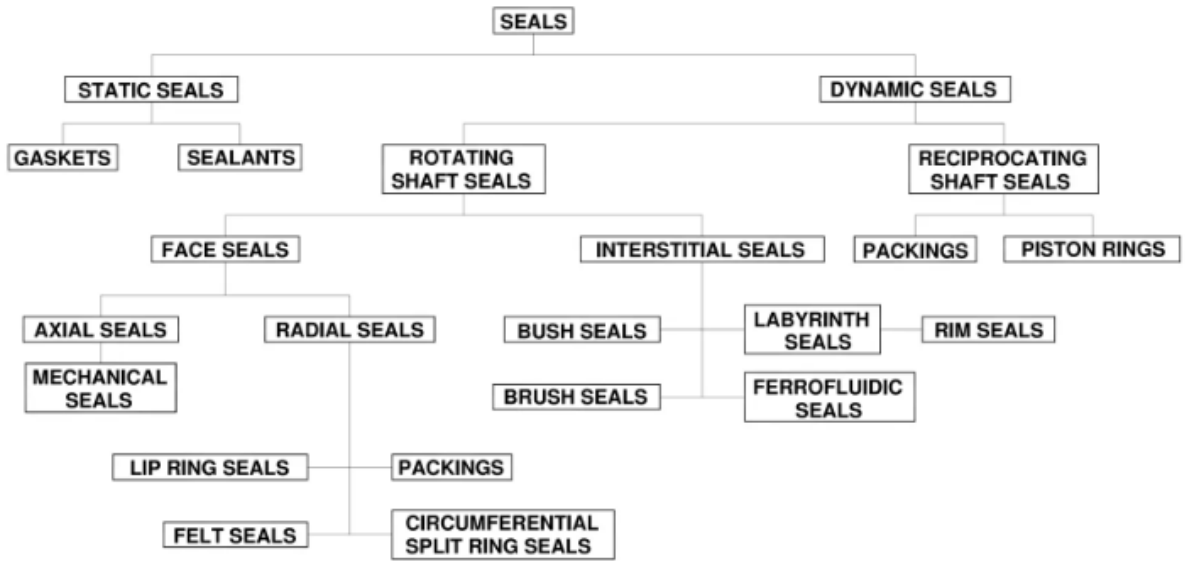 SEALS
STATIC SEALS
DYNAMIC SEALS
GASKETS
SEALANTS
ROTATING
SHAFT SEALS
RECIPROCATING
SHAFT SEALS
FACE SEALS
INTERSTITIAL SEALS
PACKINGS
PISTON RINGS
AXIAL SEALS
RADIAL SEALS
BUSH SEALS
LABYRINTH
SEALS
RIM SEALS
MECHANICAL
SEALS
BRUSH SEALS
FERROFLUIDIC
SEALS
LIP RING SEALS
PACKINGS
FELT SEALS
CIRCUMFERENTIAL
SPLIT RING SEALS